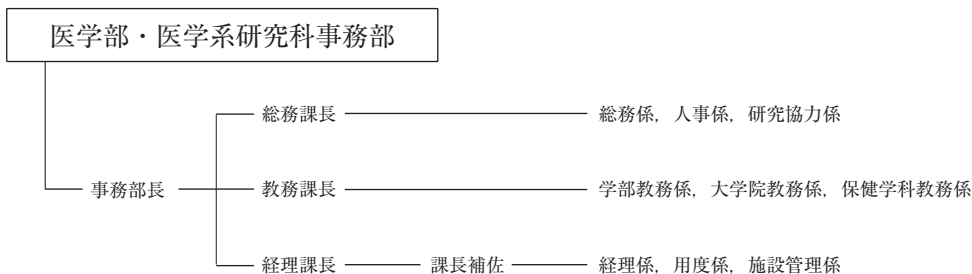 医学部・医学系研究科事務部
総務課長 総務係，人事係，研究協力係
事務部長 教務課長 学部教務係，大学院教務係，保健学科教務係
経理課長 課長補佐 経理係，用度係，施設管理係